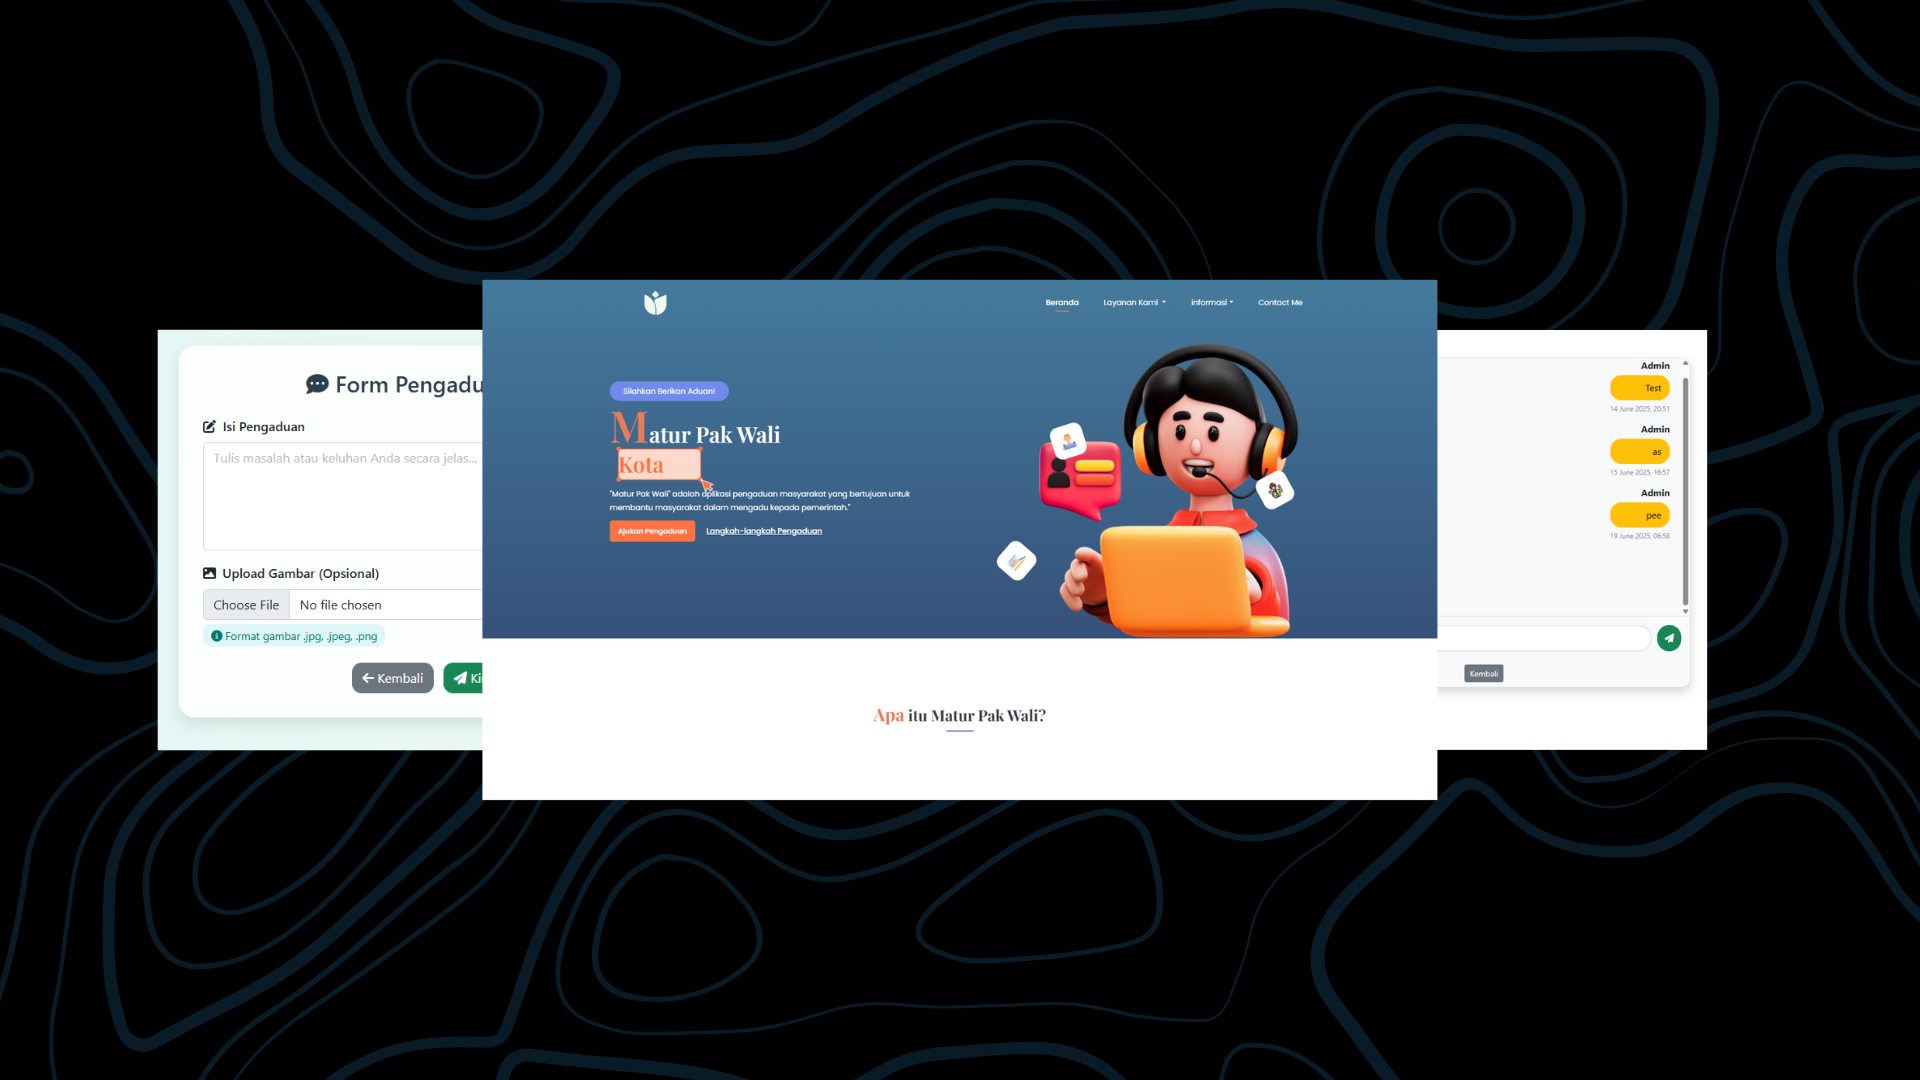 Form Pengadu
Isi Pengaduan
Tulis masalah atau keluhan Anda secara jelas...
Upload Gambar (Opsional)
Choose File No file chosen
Format gambar .jpg, .jpeg, .png
Kembali
Ki
Beranda Layanan Kami Informasi Contact Me
Silahkan Berikan Aduan!
Matur Pak Wali
Kota
"Matur Pak Wali" adalah aplikasi pengaduan masyarakat yang bertujuan untuk
membantu masyarakat dalam mengadu kepada pemerintah."
Ajukan Pengaduan Langkah-langkah Pengaduan
Apa itu Matur Pak Wali?
Admin
Test
14 June 2025, 20:51
Admin
as
15 June 2025, 16:57
Admin
pee
19 June 2025, 06:58
Kembali